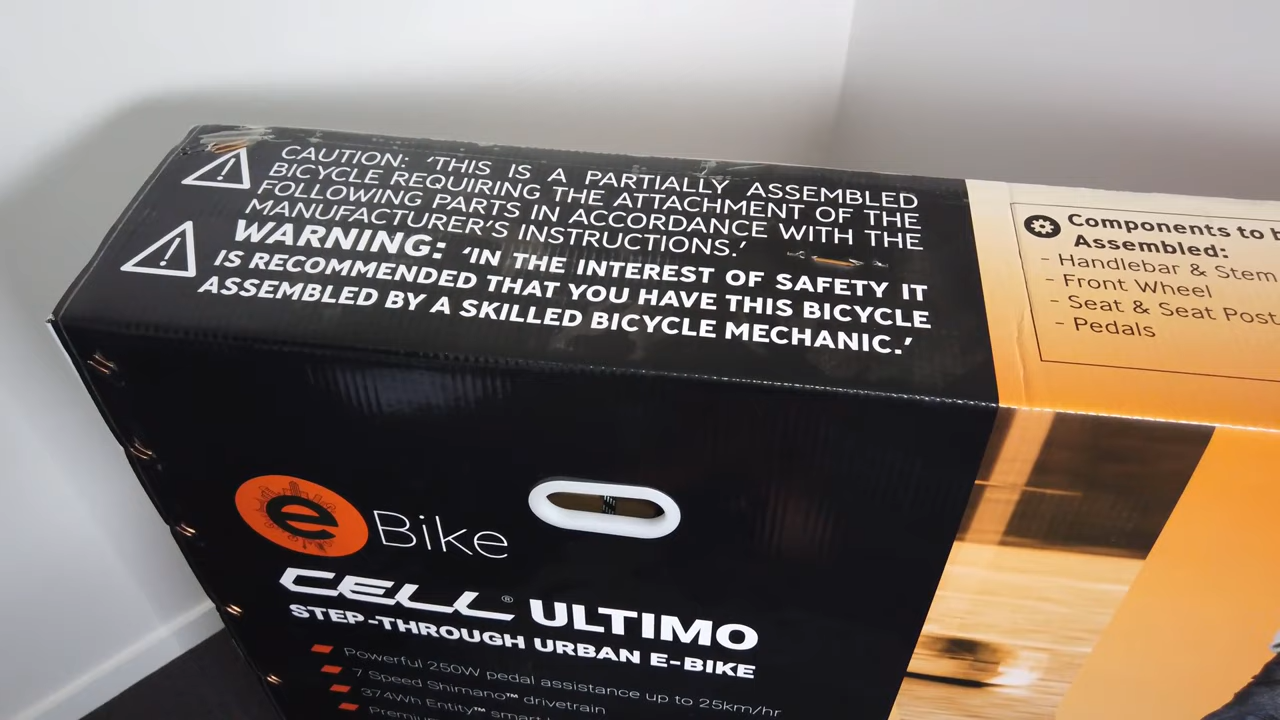 CAUTION: 'THIS IS A PARTIALLY ASSEMBLED
BICYCLE REQUIRING THE ATTACHMENT OF THE
FOLLOWING PARTS IN ACCORDANCE WITH THE
MANUFACTURER'S INSTRUCTIONS.'
WARNING: 'IN THE INTEREST OF SAFETY IT
IS RECOMMENDED THAT YOU HAVE THIS BICYCLE
ASSEMBLED BY A SKILLED BICYCLE MECHANIC.'
Components to
Assembled:
- Handlebar & Stem
- Front Wheel
- Seat & Seat Post
- Pedals
e Bike
CELL® ULTIMO
STEP-THROUGH URBAN E-BIKE
Powerful 250W pedal assistance up to 25km/hr
7 Speed Shimano™ drivetrain
374Wh Entity™ smart